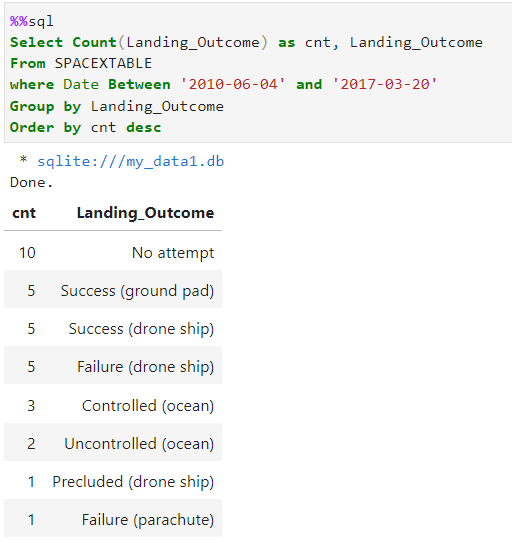 %%sql
Select Count(Landing_Outcome) as cnt, Landing_Outcome
From SPACEXTABLE
where Date Between '2010-06-04' and '2017-03-20'
Group by Landing_Outcome
Order by cnt desc
* sqlite:///my_data1.db
Done.
cnt Landing_Outcome
10 No attempt
5 Success (ground pad)
5 Success (drone ship)
5 Failure (drone ship)
3 Controlled (ocean)
2 Uncontrolled (ocean)
1 Precluded (drone ship)
1 Failure (parachute)